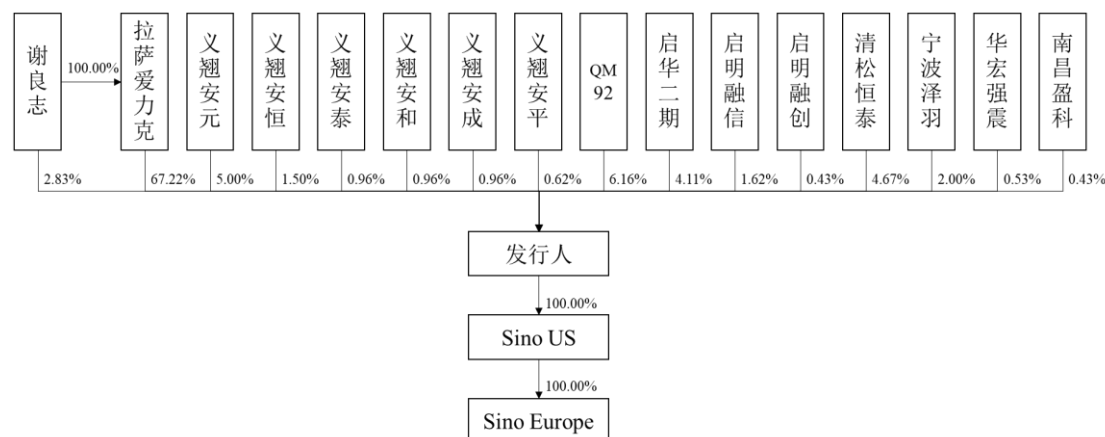 谢良志
100.00%
拉萨爱力克
义翘安元
义翘安恒
义翘安泰
义翘安和
义翘安成
义翘安平
QM
92
启华二期
启明融信
启明融创
清松恒泰
宁波泽羽
华宏强震
南昌盈科
2.83%
67.22%
5.00%
1.50%
0.96%
0.96%
0.96%
0.62%
6.16%
4.11%
1.62%
0.43%
4.67%
2.00%
0.53%
0.43%
发行人
100.00%
Sino US
100.00%
Sino Europe